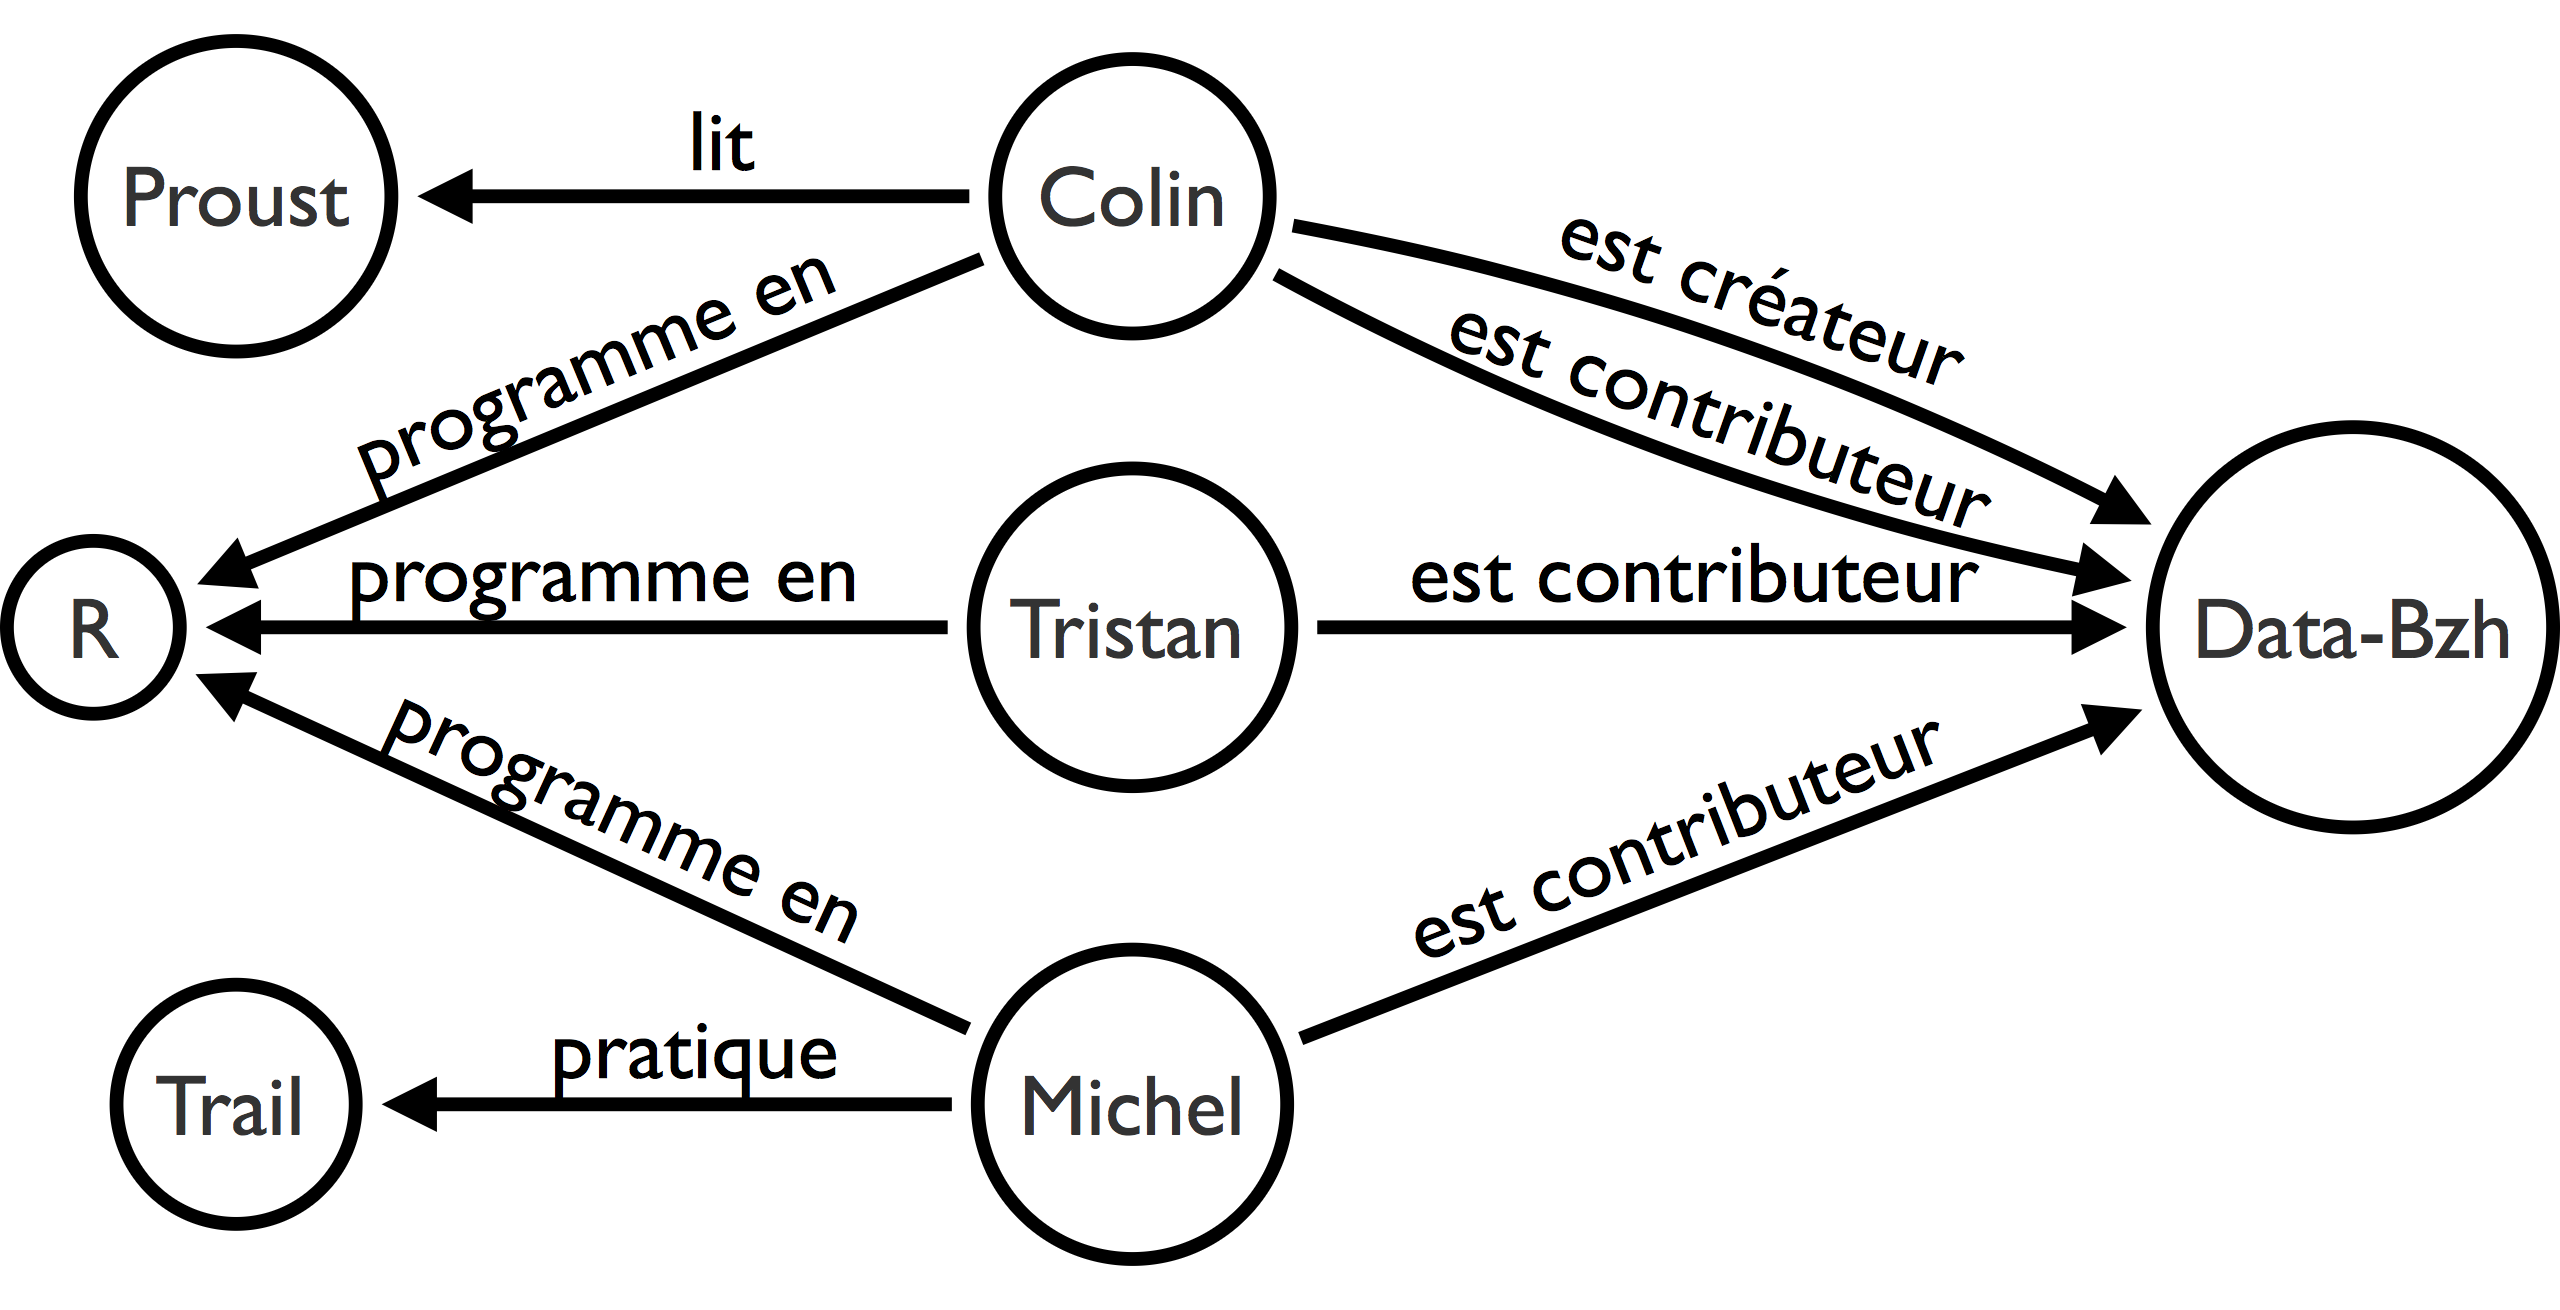 Proust
lit
Colin
est créateur
programme en
est contributeur
R
programme en
Tristan
est contributeur
Data-Bzh
programme en
est contributeur
Trail
pratique
Michel